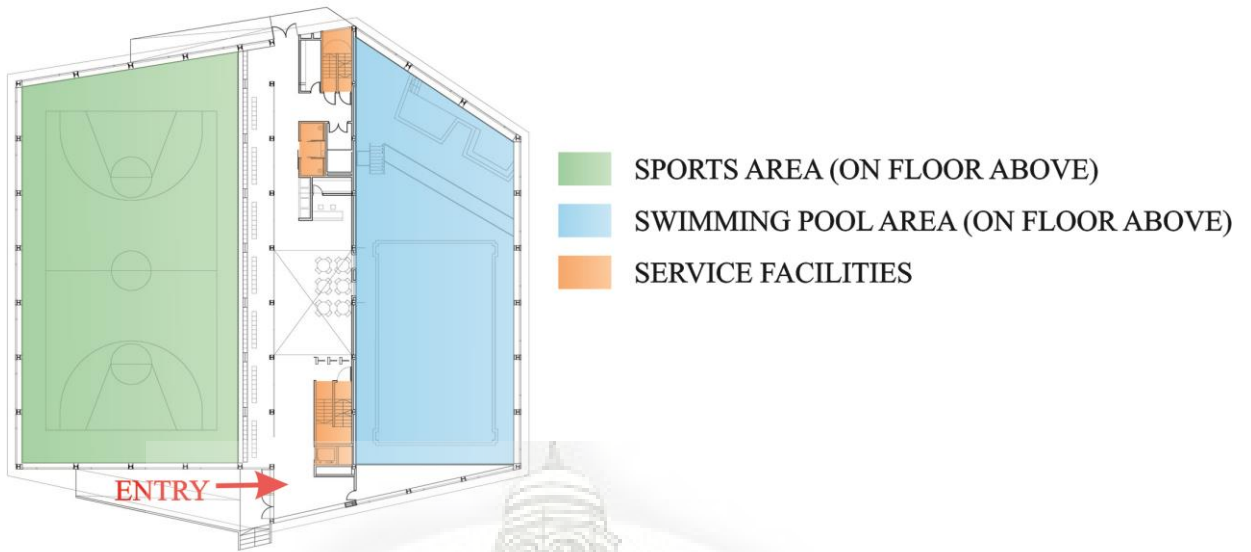 SPORTS AREA (ON FLOOR ABOVE)
SWIMMING POOL AREA (ON FLOOR ABOVE)
SERVICE FACILITIES
ENTRY